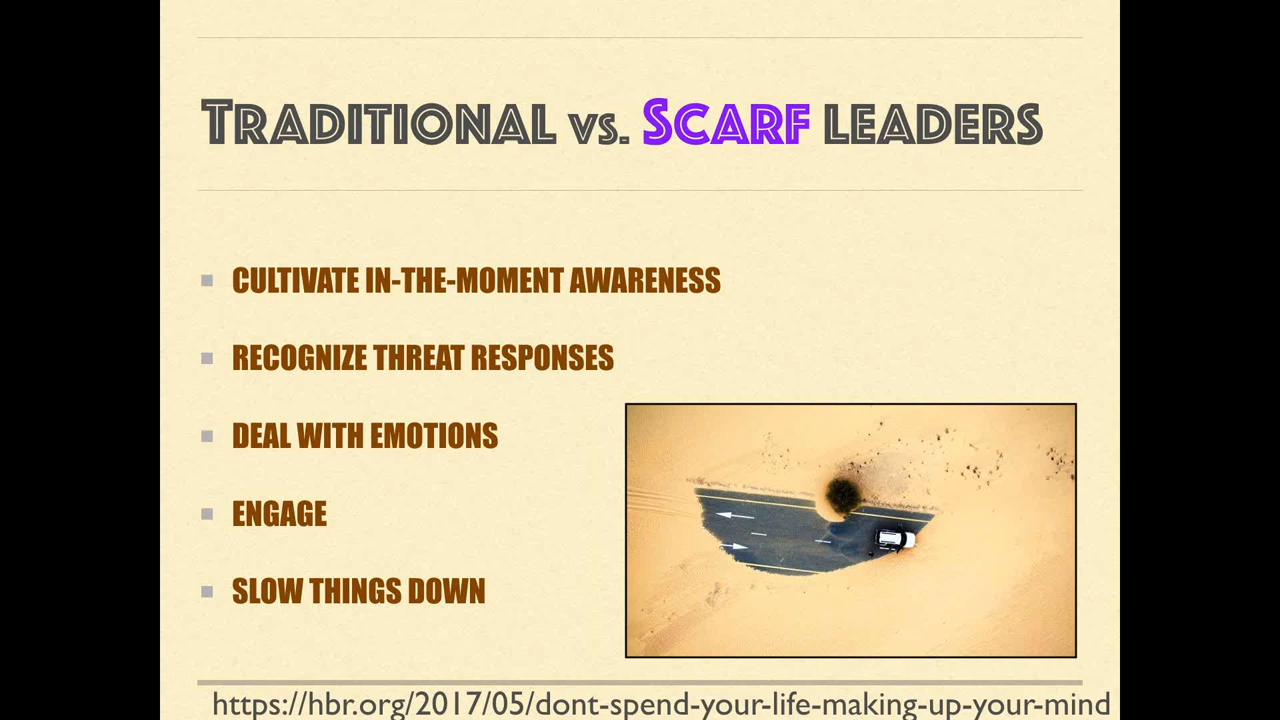 TRADITIONAL VS. SCARF LEADERS
CULTIVATE IN-THE-MOMENT AWARENESS
RECOGNIZE THREAT RESPONSES
DEAL WITH EMOTIONS
ENGAGE
SLOW THINGS DOWN
https://hbr.org/2017/05/dont-spend-your-life-making-up-your-mind